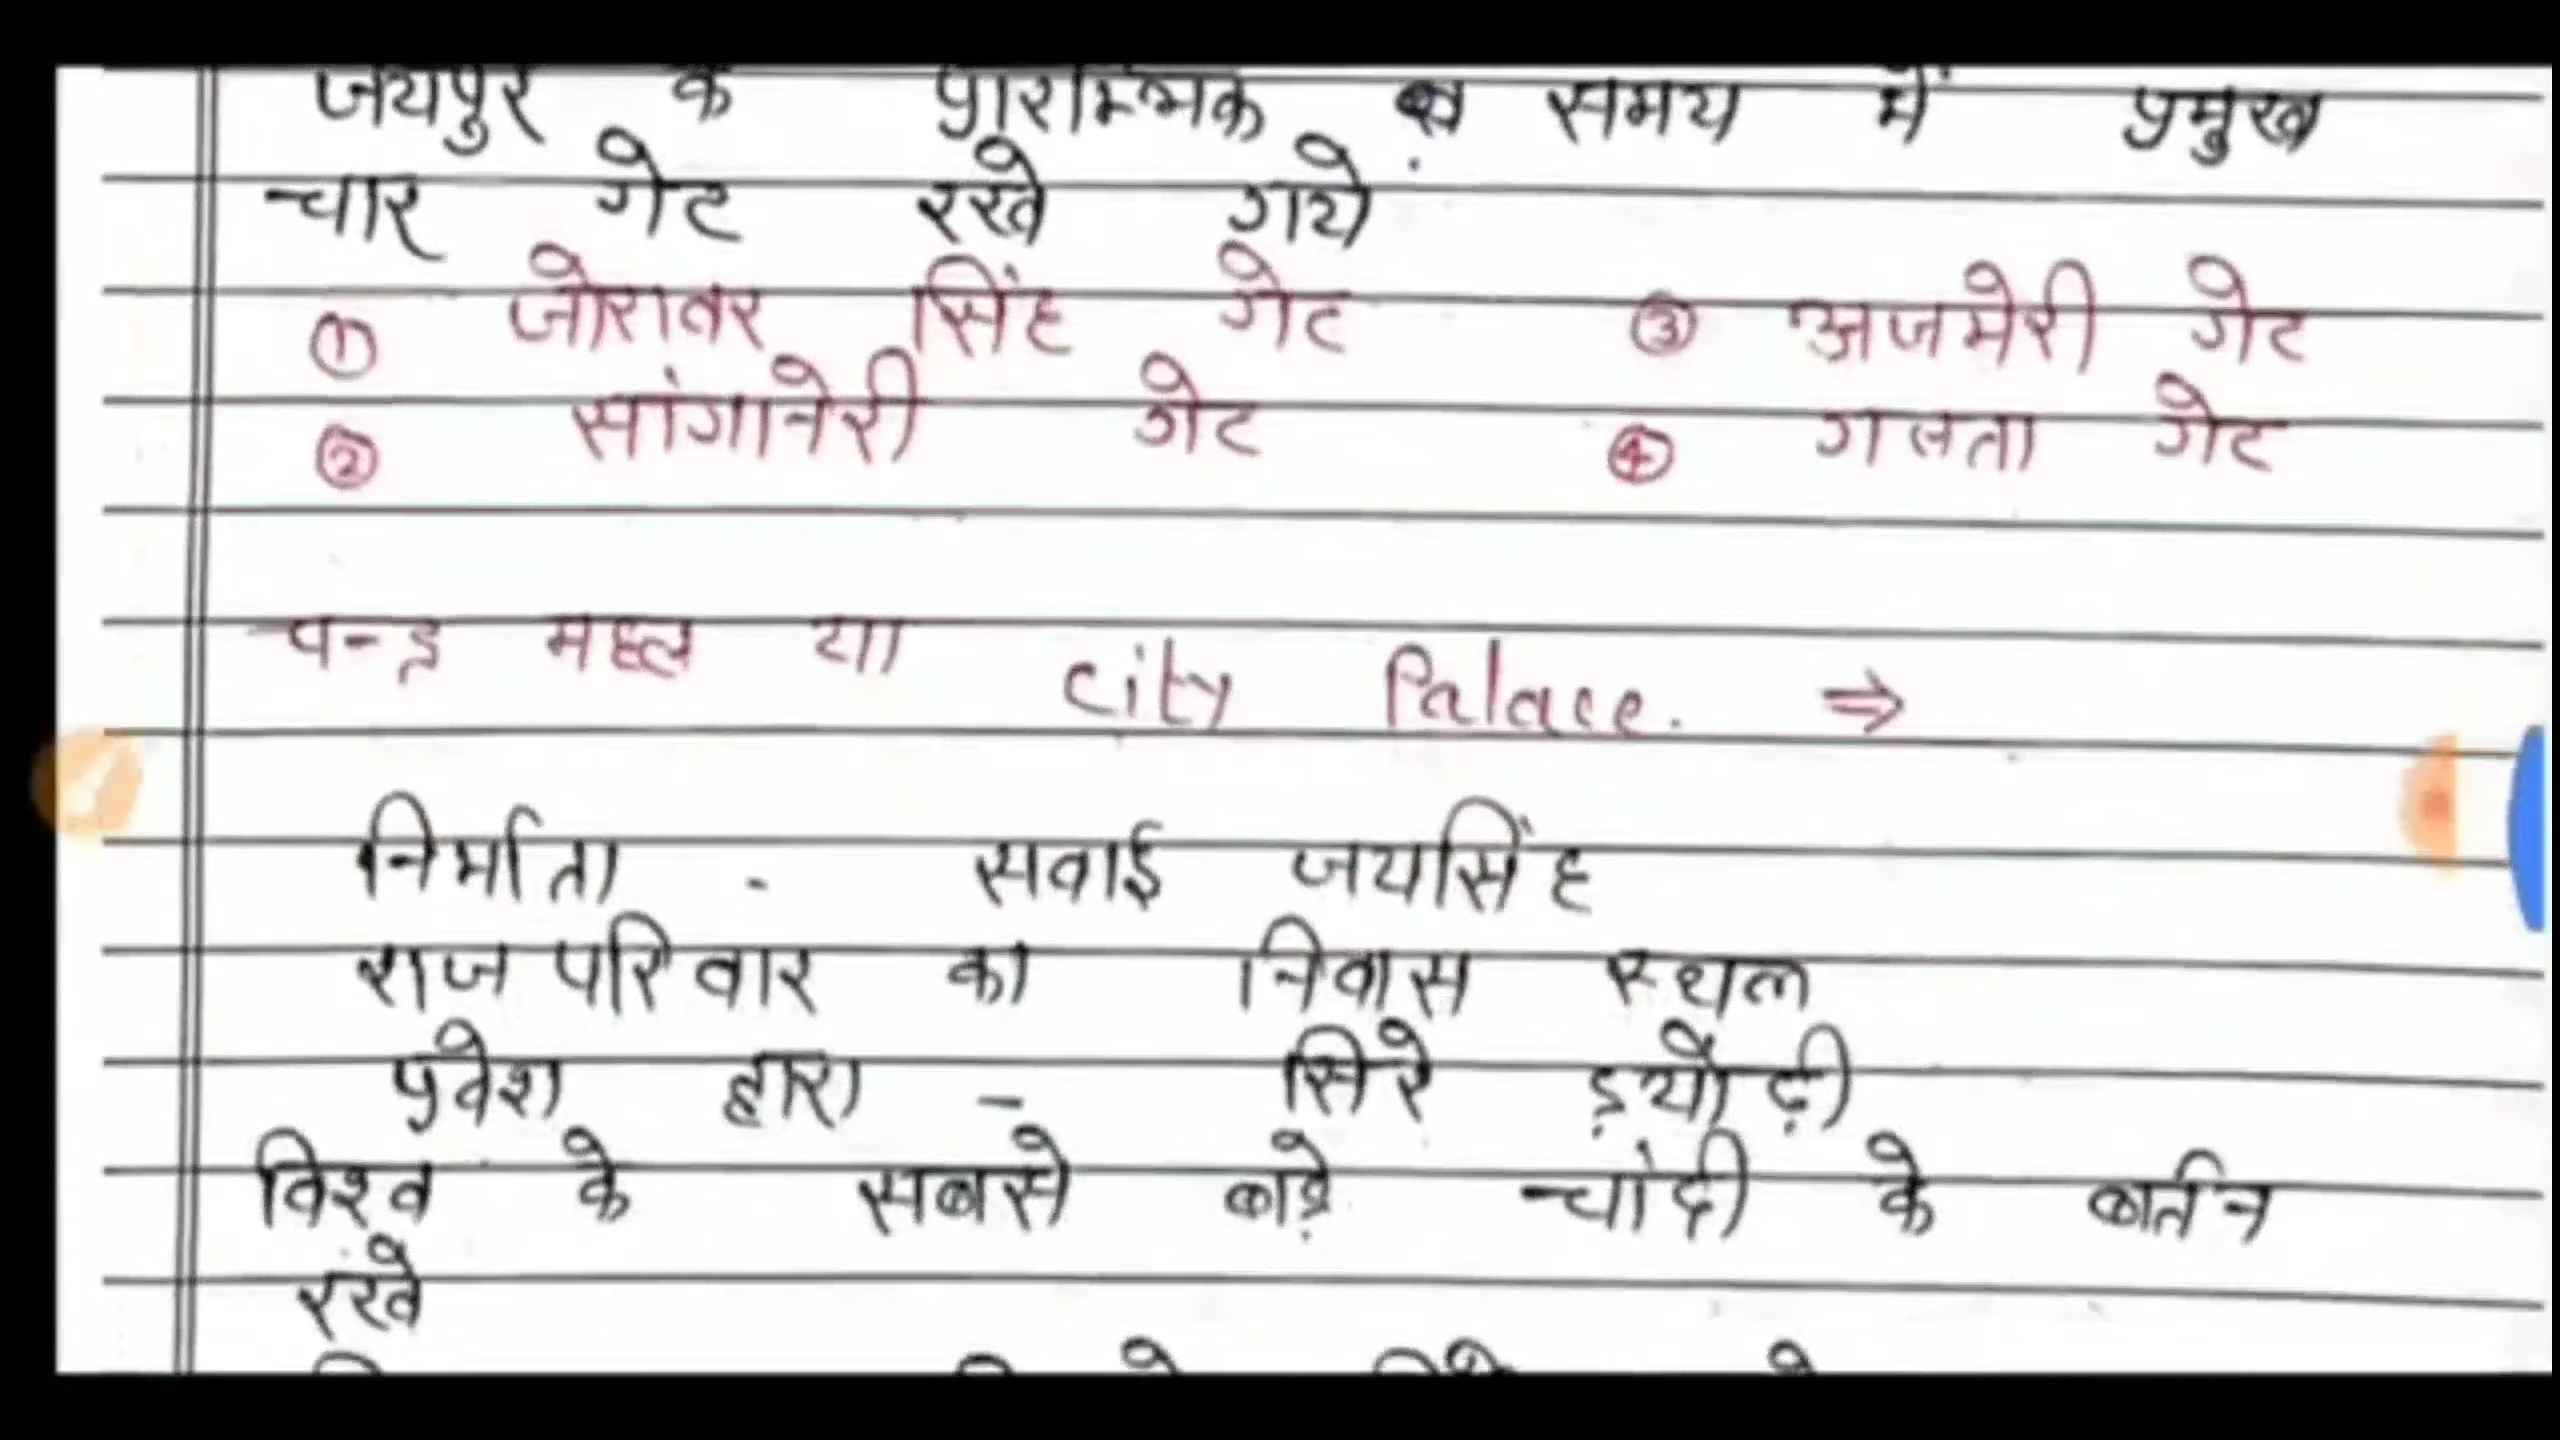 जयपुर के प्रारम्भिक समय में प्रमुख
चार गेट रखे गये
① जोरावर सिंह गेट ③ अजमेरी गेट
② सांगानेरी गेट ④ गलता गेट
चन्द्र महल या City Palace. ⇒
निर्माता - सवाई जयसिंह
राजपरिवार का निवास स्थल
प्रवेश द्वारा - सिरे ड़्योढ़ी
विश्व के सबसे बाड़े चांदी के बर्तन
रखे